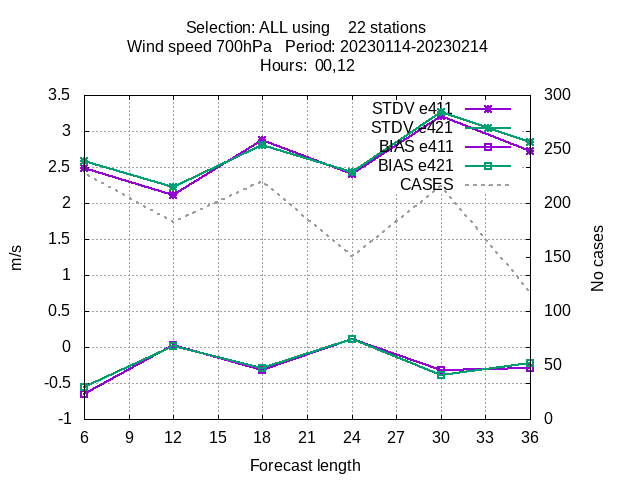 Selection: ALL using    22 stations
Wind speed 700hPa   Period: 20230114-20230214
Hours:  00,12
3.5
3
2.5
2
1.5
1
0.5
0
-0.5
-1
m/s
STDV e411
STDV e421
BIAS e411
BIAS e421
CASES
300
250
200
150
100
50
0
No cases
6 9 12 15 18 21 24 27 30 33 36
Forecast length